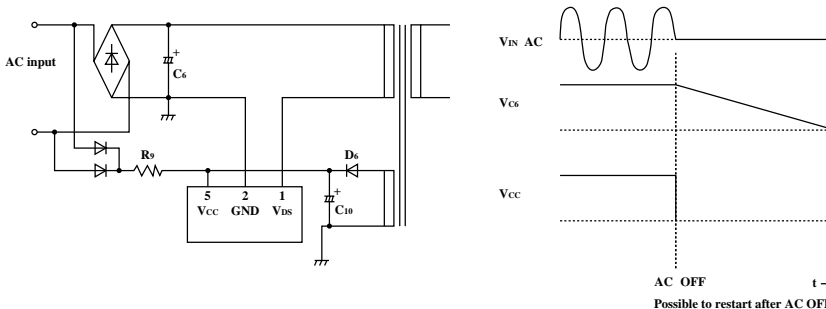 AC input
+
C6
R9
D6
5 2 1
VCC GND VDS
+
C10
VIN AC
VC6
VCC
AC OFF
t
Possible to restart after AC OFF